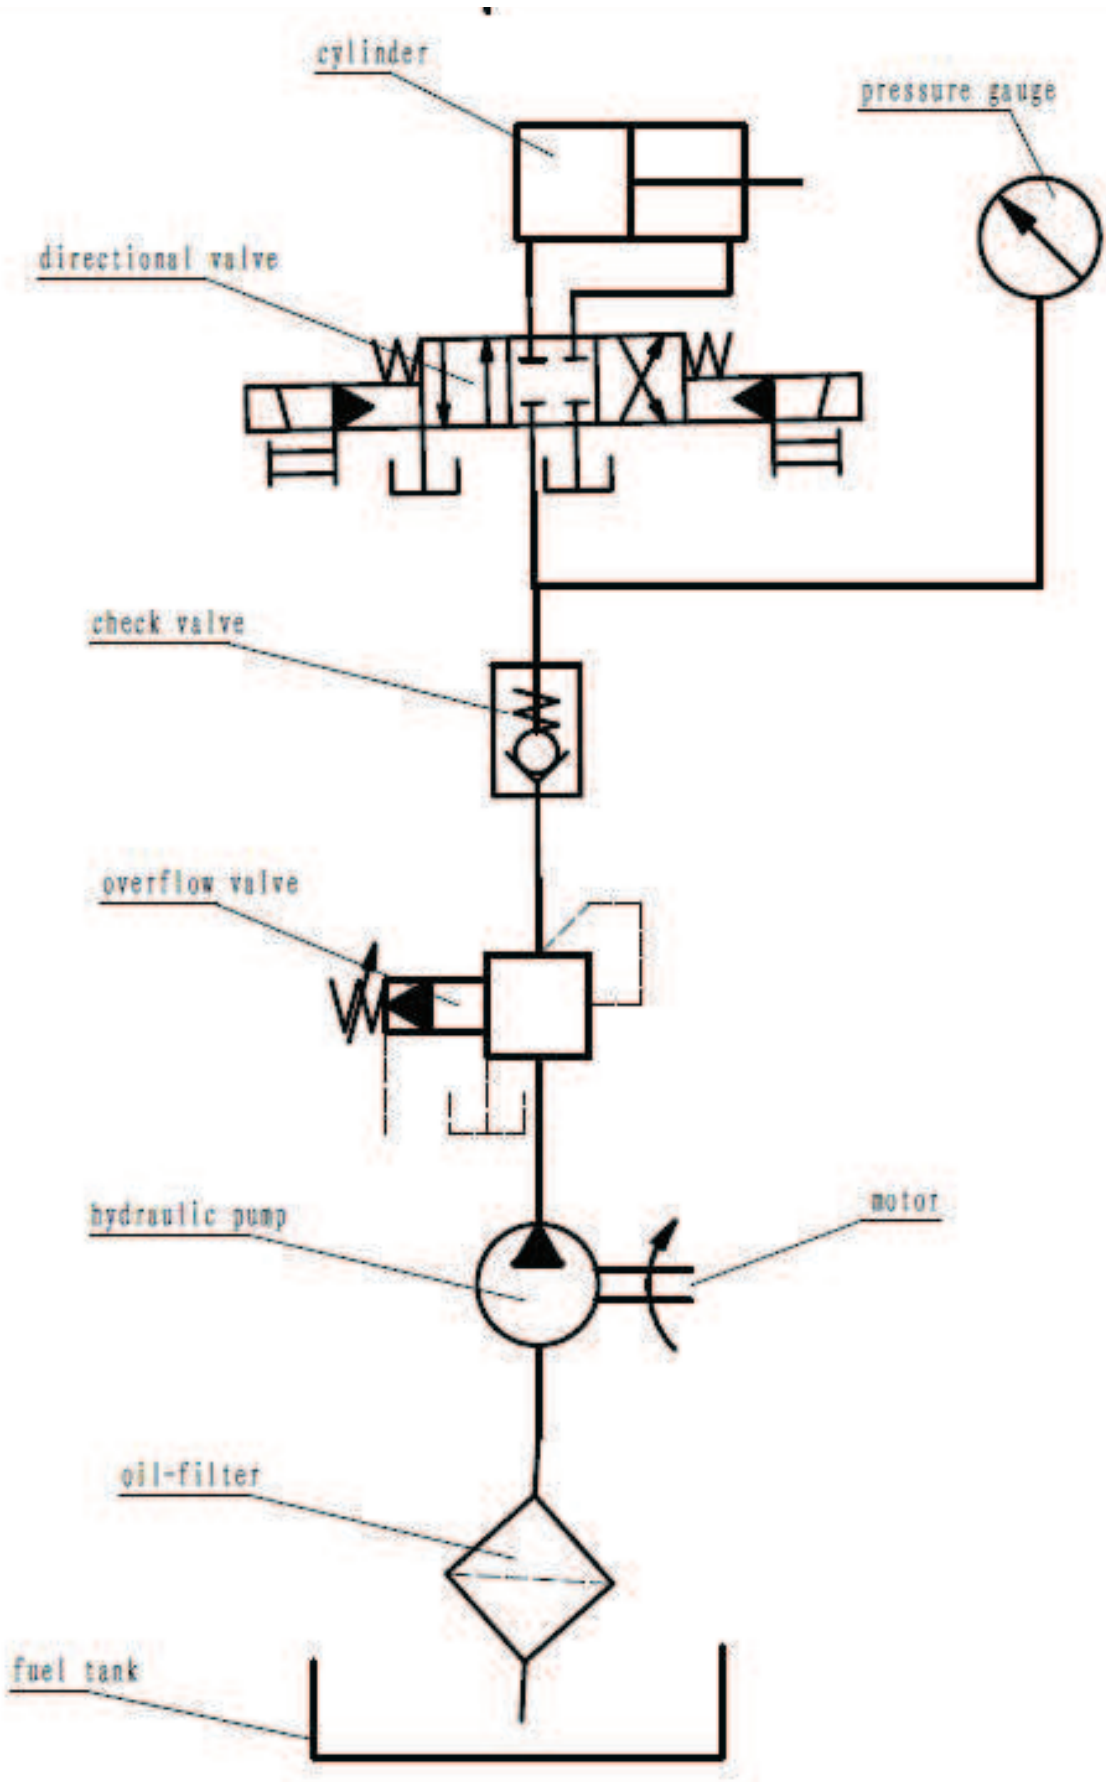 cylinder
pressure gauge
directional valve
check valve
overflow valve
hydraulic pump
motor
oil-filter
fuel tank